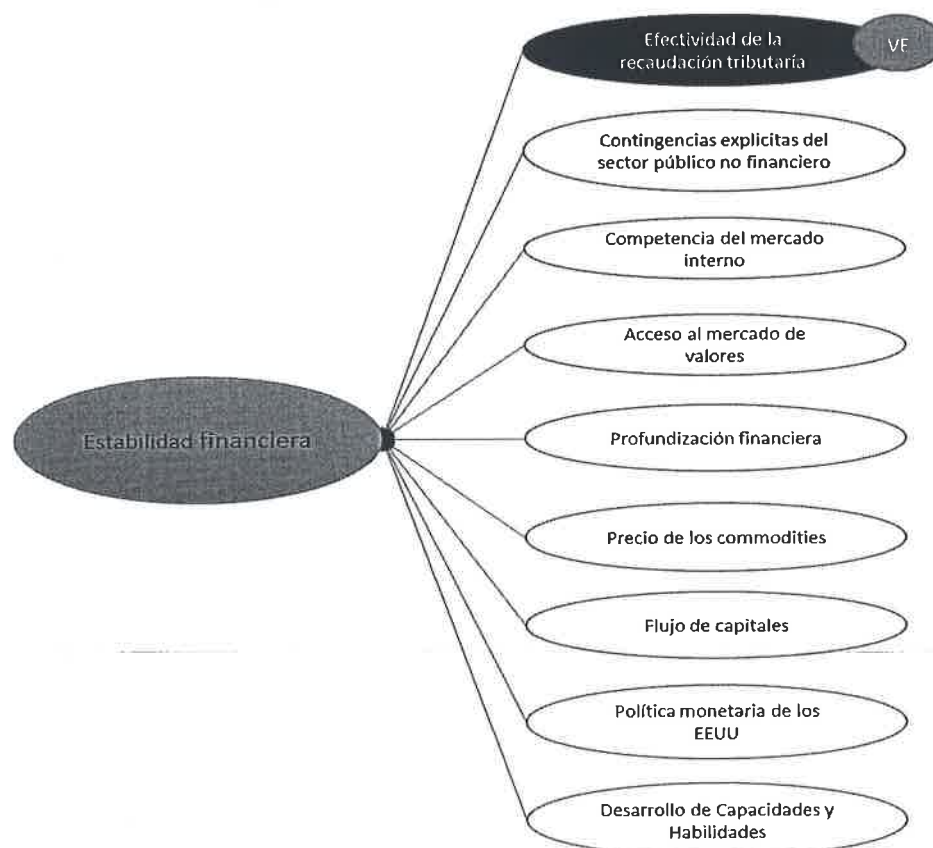 Efectividad de la
recaudación tributaría
VE
Contingencias explicitas del
sector público no financiero
Competencia del mercado
interno
Acceso al mercado de
valores
Estabilidad financiera
Profundización financiera
Precio de los commodities
Flujo de capitales
Política monetaria de los
EEUU
Desarrollo de Capacidades y
Habilidades